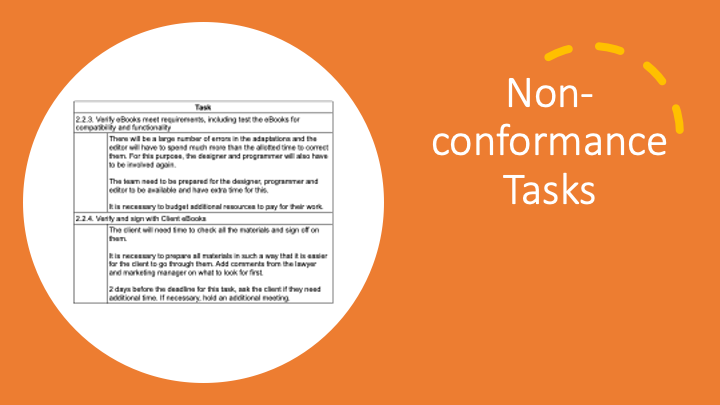 Task
2.2.3. Verify eBooks meet requirements, including test the eBooks for
compatibility and functionality
There will be a large number of errors in the adaptations and the
editor will have to spend much more than the allotted time to correct
them. For this purpose, the designer and programmer will also have
to be involved again.
The team need to be prepared for the designer, programmer and
editor to be available and have extra time for this.
It is necessary to budget additional resources to pay for their work.
2.2.4. Verify and sign with Client eBooks
The client will need time to check all the materials and sign off on
them.
It is necessary to prepare all materials in such a way that it is easier
for the client to go through them. Add comments from the lawyer
and marketing manager on what to look for first.
2 days before the deadline for this task, ask the client if they need
additional time. If necessary, hold an additional meeting.
Non-
conformance
Tasks